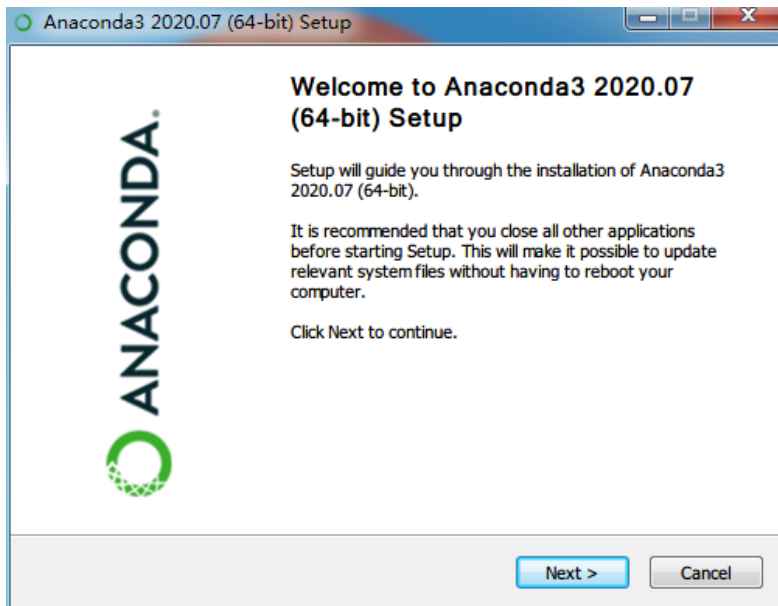 Anaconda3 2020.07 (64-bit) Setup
ANACONDA.
Welcome to Anaconda3 2020.07
(64-bit) Setup
Setup will guide you through the installation of Anaconda3
2020.07 (64-bit).
It is recommended that you close all other applications
before starting Setup. This will make it possible to update
relevant system files without having to reboot your
computer.
Click Next to continue.
Next >
Cancel